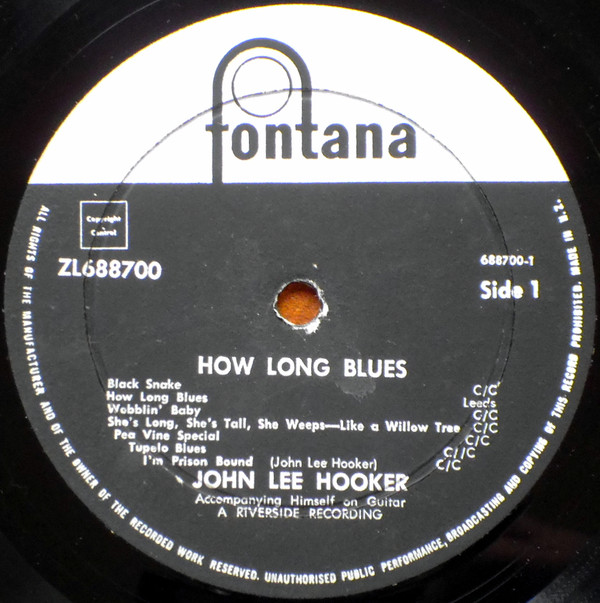 fontana
Copyright
Control
ZL688700
688700-1
Side 1
HOW LONG BLUES
Black Snake C/C
How Long Blues Leeds
Wobblin' Baby C/C
She's Long, She's Tall, She Weeps—Like a Willow Tree C/C
Pea Vine Special C/C
Tupelo Blues C//C
I'm Prison Bound (John Lee Hooker) C/C
JOHN LEE HOOKER
Accompanying Himself on Guitar
A RIVERSIDE RECORDING
ALL RIGHTS OF THE MANUFACTURER AND OF THE OWNER OF THE RECORDED WORK RESERVED. UNAUTHORISED PUBLIC PERFORMANCE, BROADCASTING AND COPYING OF THIS RECORD PROHIBITED. MADE IN N.Z.